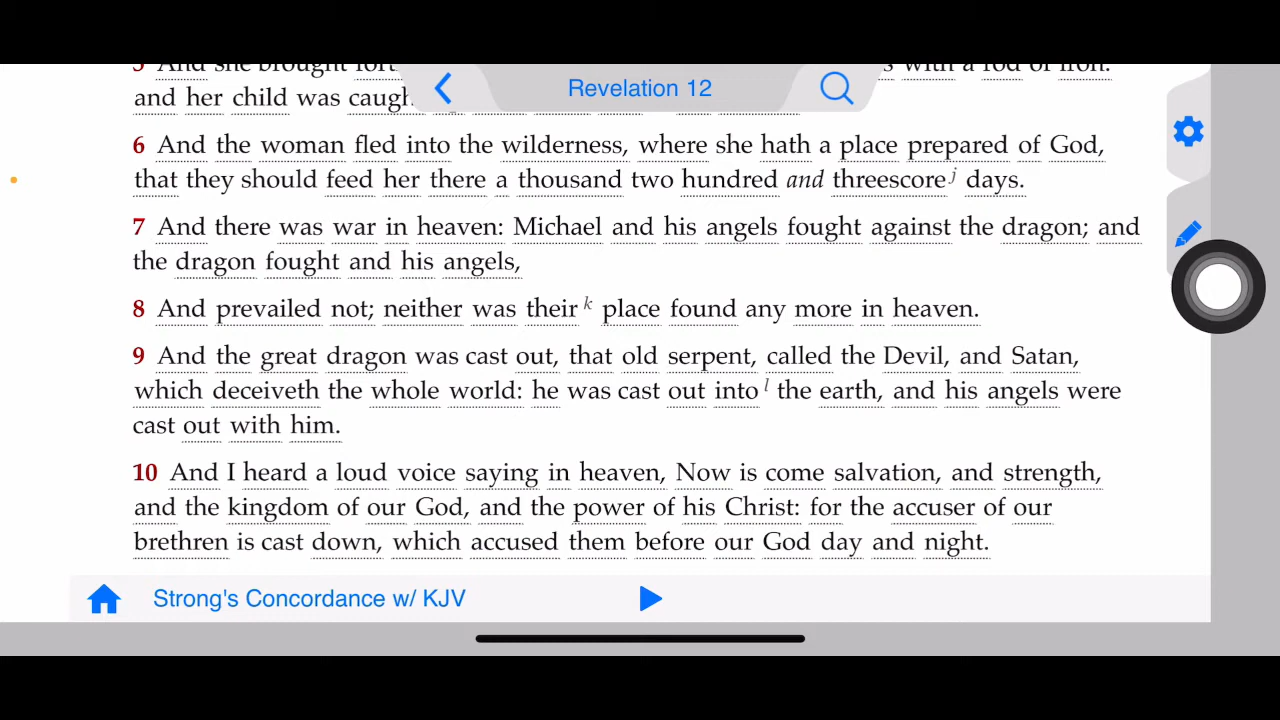 Revelation 12
5 And she brought
with a rod of iron:
and her child was caugh
6 And the woman fled into the wilderness, where she hath a place prepared of God,
that they should feed her there a thousand two hundred and threescore j days.
7 And there was war in heaven: Michael and his angels fought against the dragon; and
the dragon fought and his angels,
8 And prevailed not; neither was their k place found any more in heaven.
9 And the great dragon was cast out, that old serpent, called the Devil, and Satan,
which deceiveth the whole world: he was cast out into l the earth, and his angels were
cast out with him.
10 And I heard a loud voice saying in heaven, Now is come salvation, and strength,
and the kingdom of our God, and the power of his Christ: for the accuser of our
brethren is cast down, which accused them before our God day and night.
Strong's Concordance w/ KJV